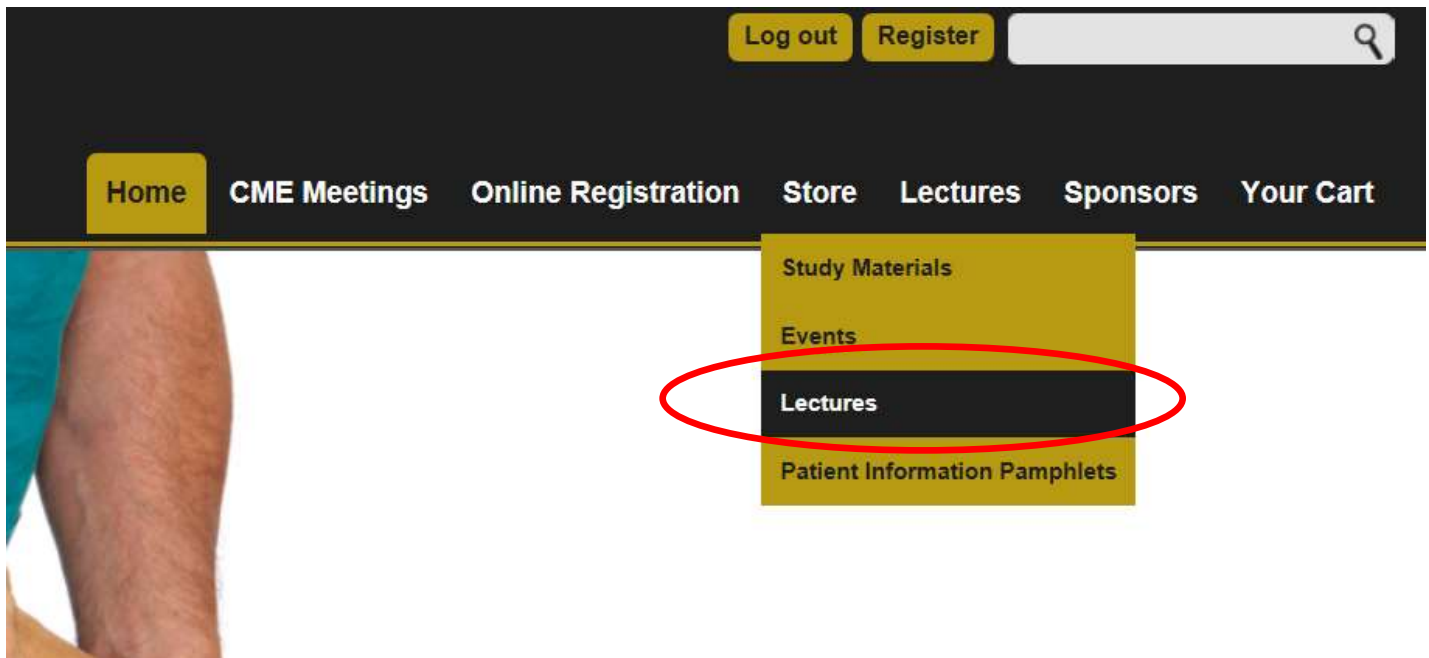 Log out Register
Home CME Meetings Online Registration Store Lectures Sponsors Your Cart
Study Materials
Events
Lectures
Patient Information Pamphlets